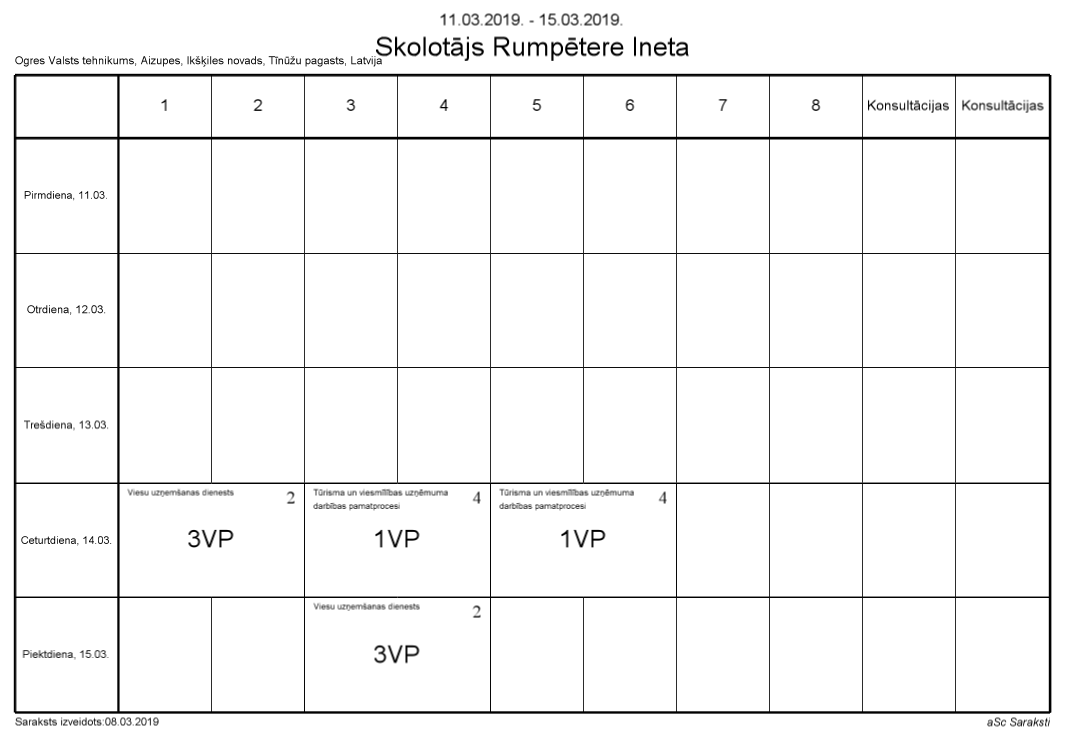 11.03.2019. - 15.03.2019.
Skolotājs Rumpētere Ineta
Ogres Valsts tehnikums, Aizupes, Ikšķiles novads, Tīnūžu pagasts, Latvija
1 2 3 4 5 6 7 8 Konsultācijas Konsultācijas
Pirmdiena, 11.03.
Otrdiena, 12.03.
Trešdiena, 13.03.
Ceturtdiena, 14.03.
Viesu uzņemšanas dienests
2
3VP
Tūrisma un viesmīlības uzņēmuma
darbības pamatprocesi
4
1VP
Tūrisma un viesmīlības uzņēmuma
darbības pamatprocesi
4
1VP
Piektdiena, 15.03.
Viesu uzņemšanas dienests
2
3VP
Saraksts izveidots:08.03.2019
aSc Saraksti